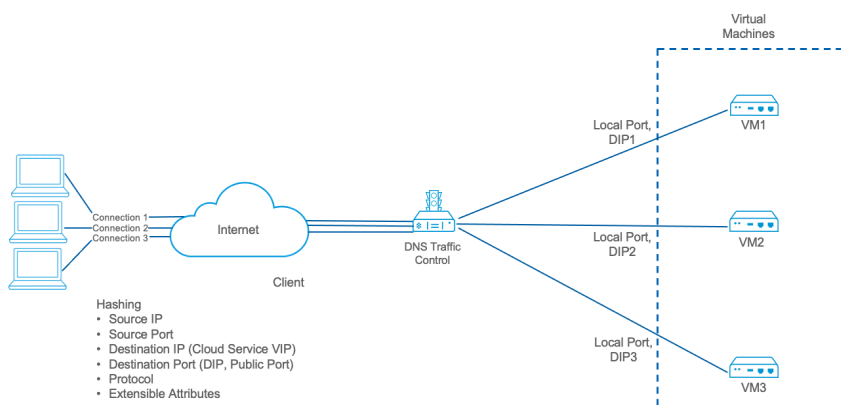 Virtual
Machines
Local Port,
DIP1
VM1
Connection 1
Connection 2
Connection 3
Internet
DNS Traffic
Control
Local Port,
DIP2
VM2
Client
Hashing
• Source IP
• Source Port
• Destination IP (Cloud Service VIP)
• Destination Port (DIP, Public Port)
• Protocol
• Extensible Attributes
Local Port,
DIP3
VM3